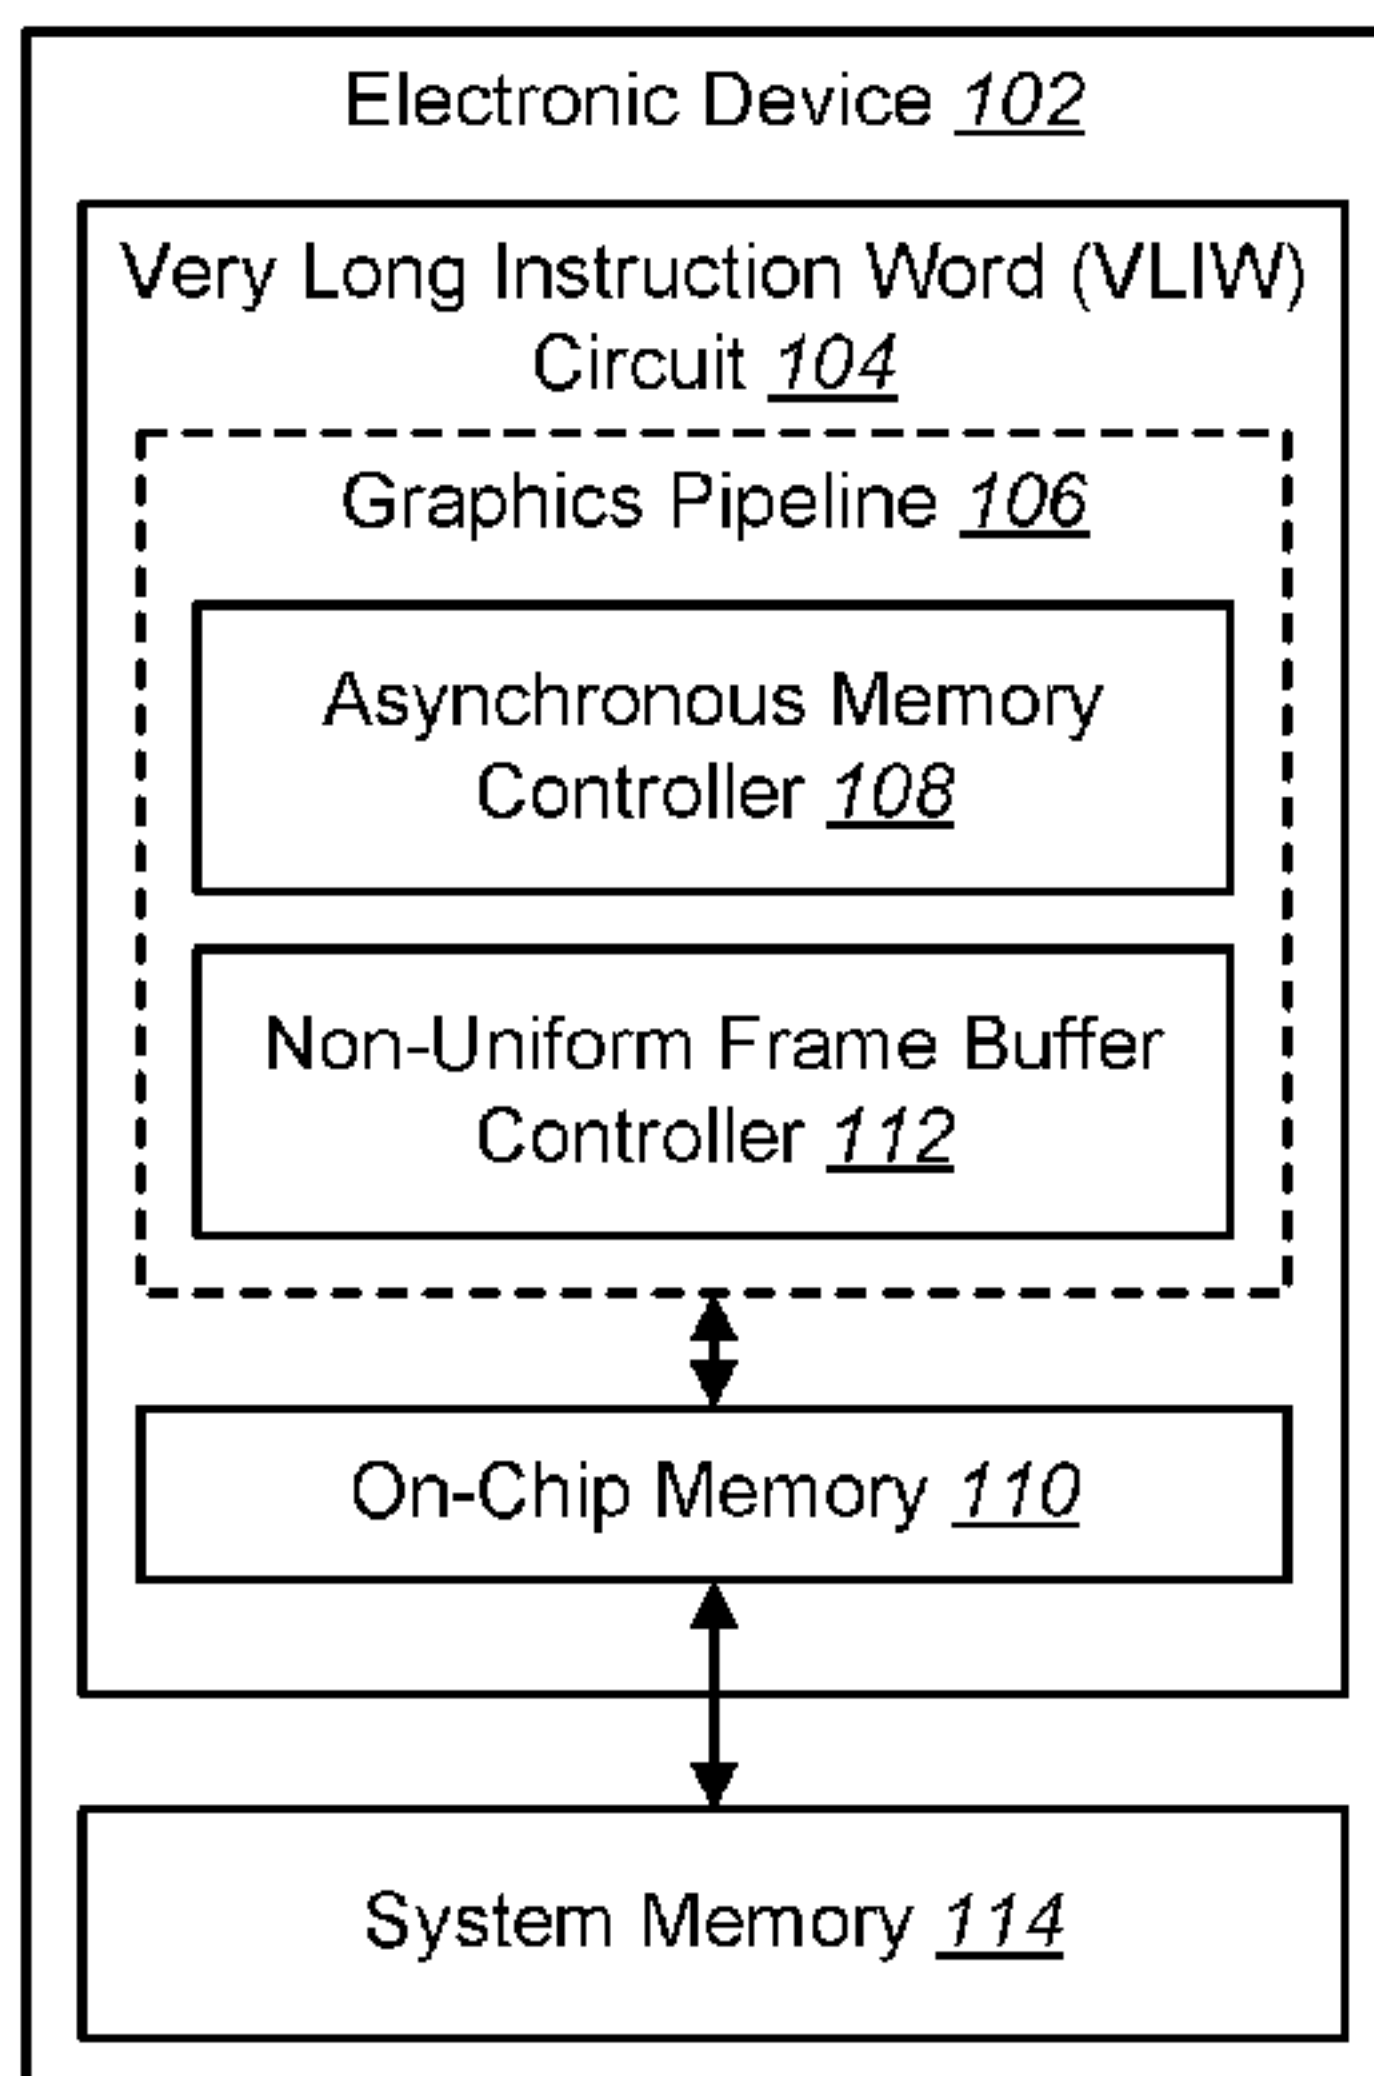 Electronic Device 102
Very Long Instruction Word (VLIW)
Circuit 104
Graphics Pipeline 106
Asynchronous Memory
Controller 108
Non-Uniform Frame Buffer
Controller 112
On-Chip Memory 110
System Memory 114